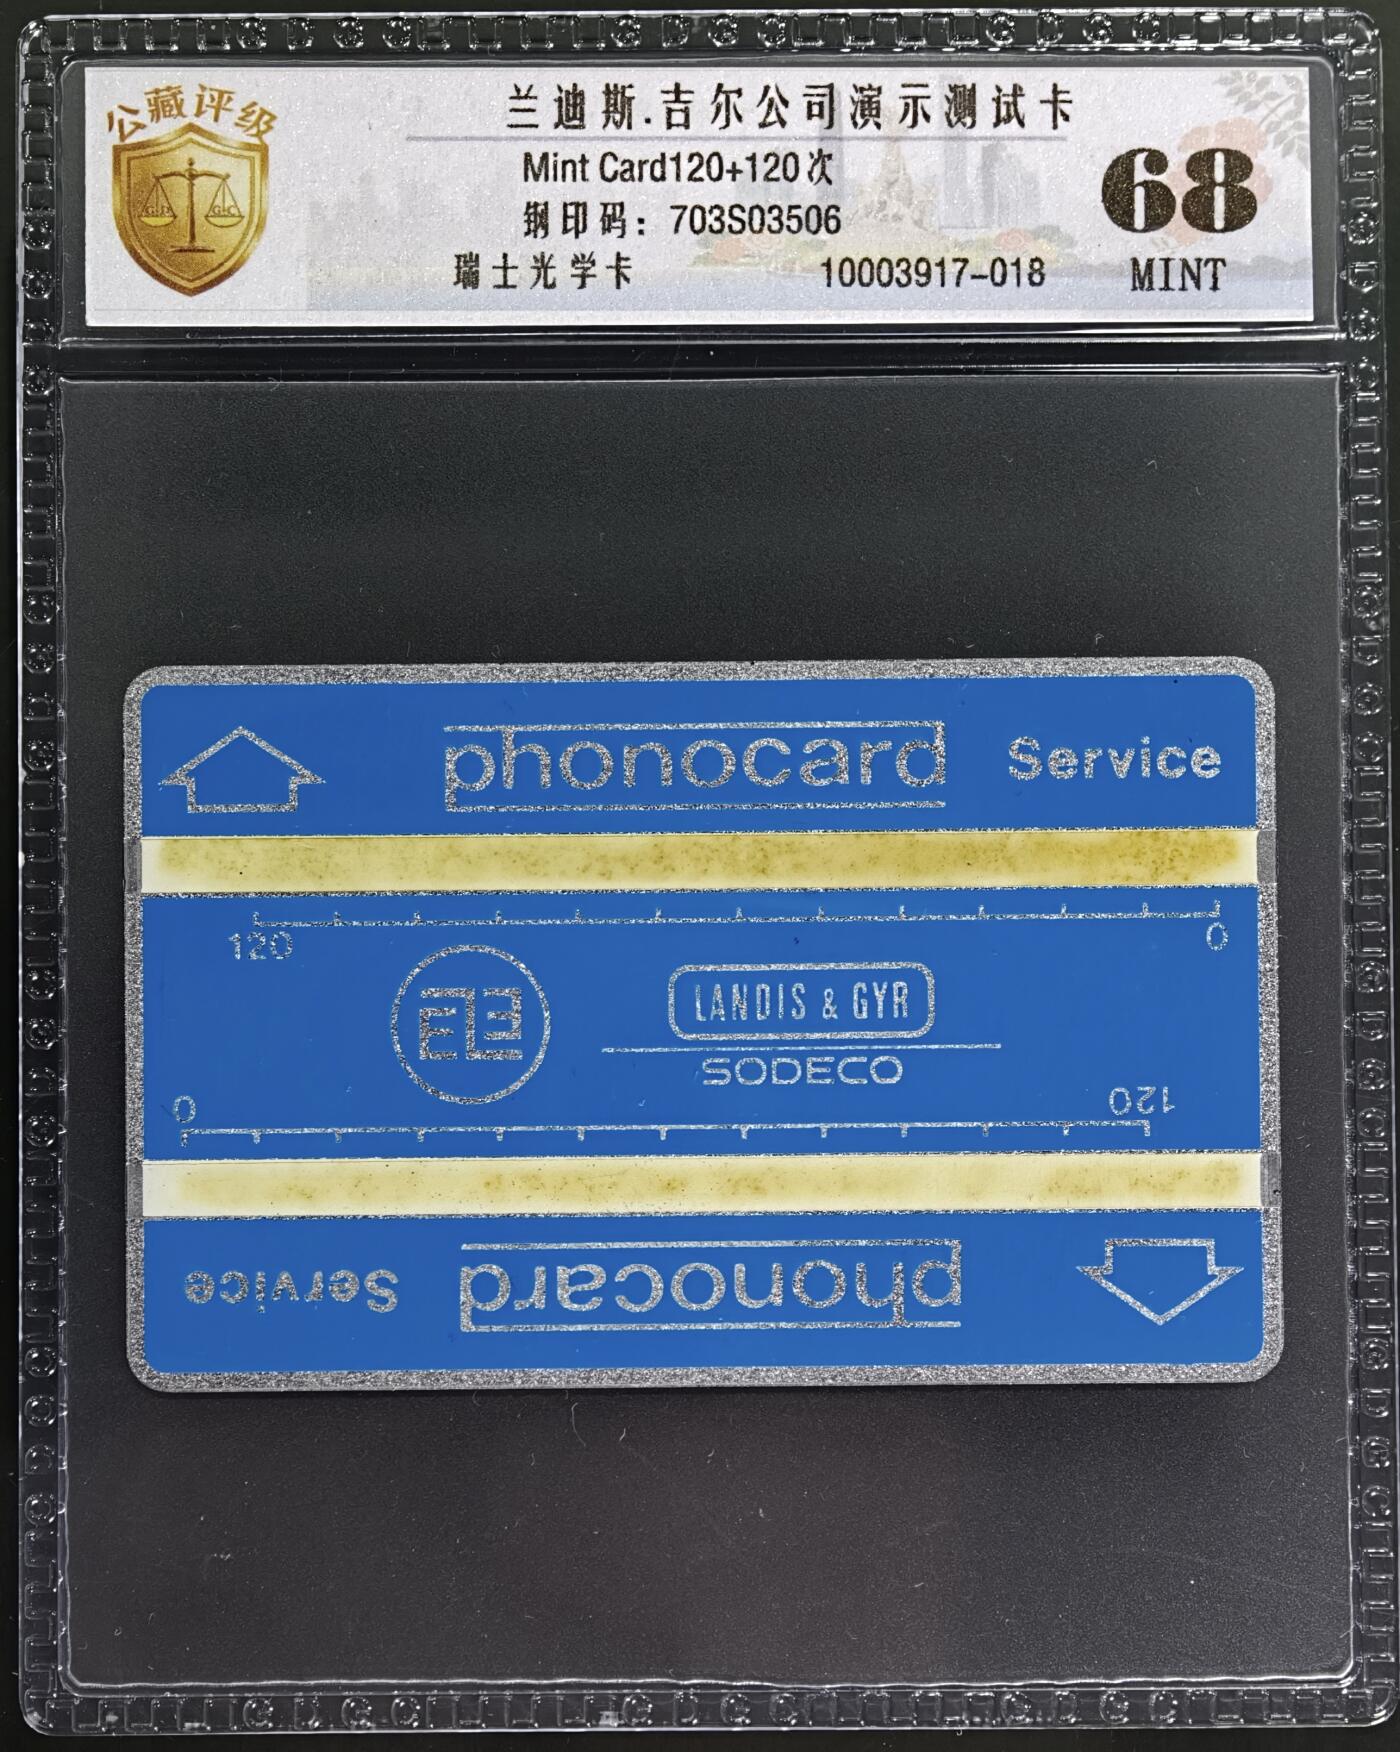 公藏评级
GD GC
兰迪斯.吉尔公司演示测试卡
Mint Card120+120次
钢印码: 703S03506
瑞士光学卡 10003917-018
68
MINT
phonocard Service
120 0
LANDIS & GYR
SODECO
0 120
phonocard Service